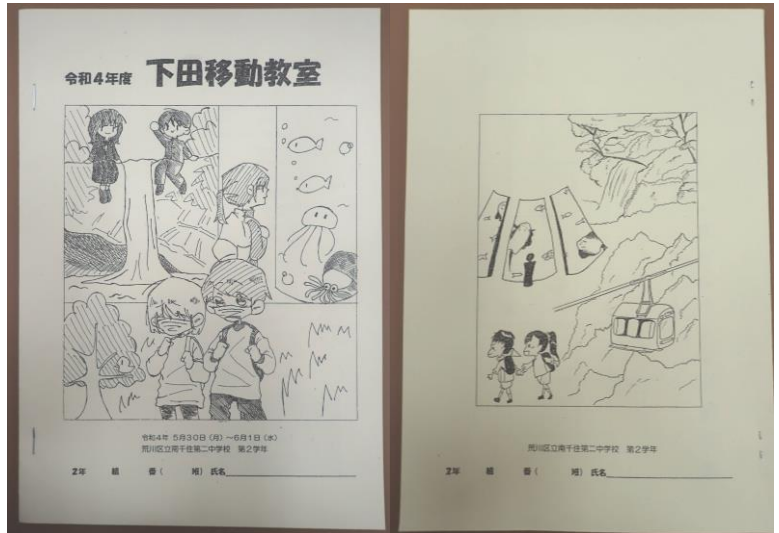 令和4年度 下田移動教室
令和4年 5月30日(月)~6月1日(水)
荒川区立南千住第二中学校 第2学年
2年 組 番( 班) 氏名
荒川区立南千住第二中学校 第2学年
2年 組 番( 班) 氏名